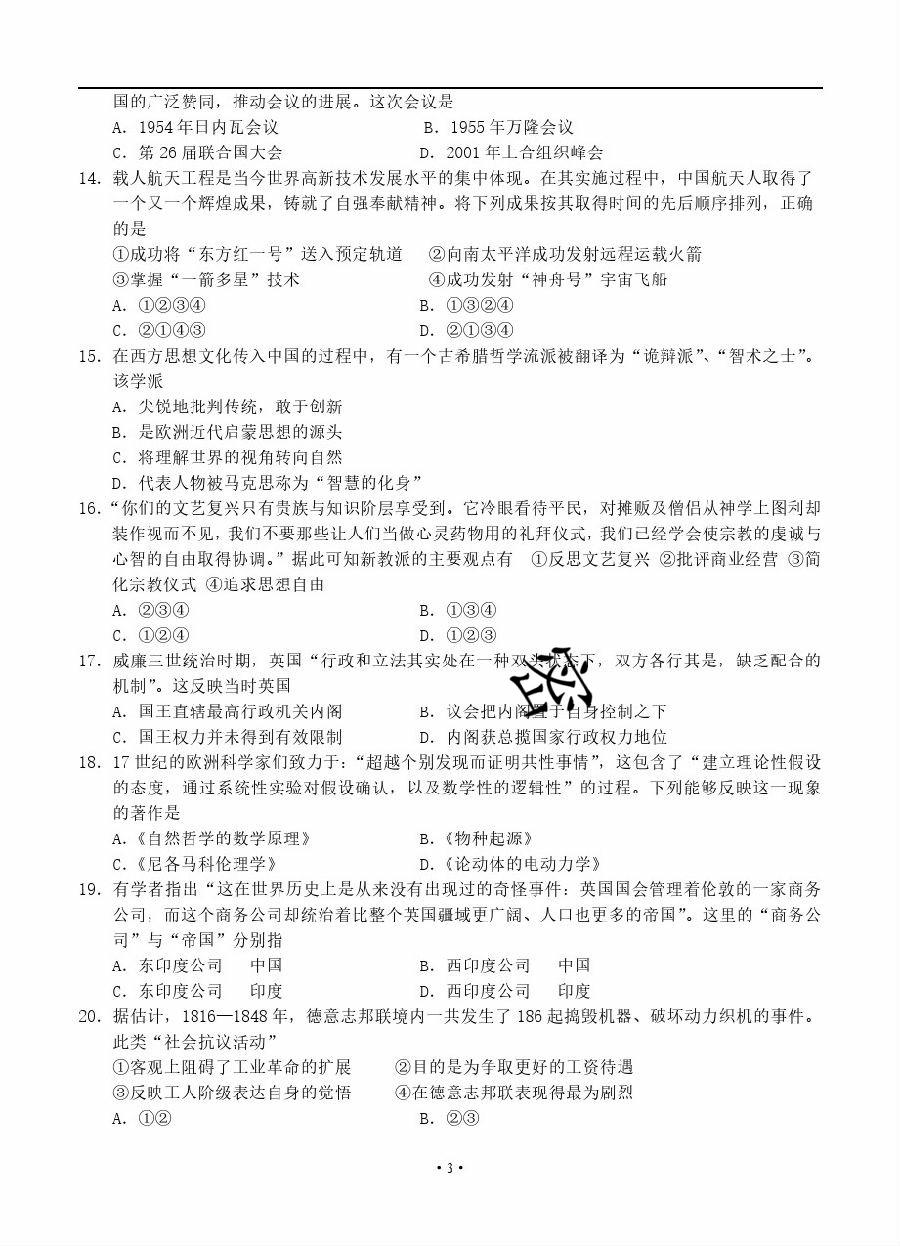 国的广泛赞同，推动会议的进展。这次会议是
A．1954年日内瓦会议 B．1955年万隆会议
C．第26届联合国大会 D．2001年上合组织峰会
14．载人航天工程是当今世界高新技术发展水平的集中体现。在其实施过程中，中国航天人取得了
一个又一个辉煌成果，铸就了自强奉献精神。将下列成果按其取得时间的先后顺序排列，正确
的是
①成功将“东方红一号”送入预定轨道 ②向南太平洋成功发射远程运载火箭
③掌握“一箭多星”技术 ④成功发射“神舟号”宇宙飞船
A．①②③④ B．①③②④
C．②①④③ D．②①③④
15．在西方思想文化传入中国的过程中，有一个古希腊哲学流派被翻译为“诡辩派”、“智术之士”。
该学派
A．尖锐地批判传统，敢于创新
B．是欧洲近代启蒙思想的源头
C．将理解世界的视角转向自然
D．代表人物被马克思称为“智慧的化身”
16．“你们的文艺复兴只有贵族与知识阶层享受到。它冷眼看待平民，对摊贩及僧侣从神学上图利却
装作视而不见，我们不要那些让人们当做心灵药物用的礼拜仪式，我们已经学会使宗教的虔诚与
心智的自由取得协调。”据此可知新教派的主要观点有 ①反思文艺复兴 ②批评商业经营 ③简
化宗教仪式 ④追求思想自由
A．②③④ B．①③④
C．①②④ D．①②③
17．威廉三世统治时期，英国“行政和立法其实处在一种双头状态下，双方各行其是，缺乏配合的
机制”。这反映当时英国
A．国王直辖最高行政机关内阁 B．议会把内阁置于自身控制之下
C．国王权力并未得到有效限制 D．内阁获总揽国家行政权力地位
18．17世纪的欧洲科学家们致力于：“超越个别发现而证明共性事情”，这包含了“建立理论性假设
的态度，通过系统性实验对假设确认，以及数学性的逻辑性”的过程。下列能够反映这一现象
的著作是
A．《自然哲学的数学原理》 B．《物种起源》
C．《尼各马科伦理学》 D．《论动体的电动力学》
19．有学者指出“这在世界历史上是从来没有出现过的奇怪事件：英国国会管理着伦敦的一家商务
公司；而这个商务公司却统治着比整个英国疆域更广阔、人口也更多的帝国”。这里的“商务公
司”与“帝国”分别指
A．东印度公司 中国 B．西印度公司 中国
C．东印度公司 印度 D．西印度公司 印度
20．据估计，1816—1848年，德意志邦联境内一共发生了186起捣毁机器、破坏动力织机的事件。
此类“社会抗议活动”
①客观上阻碍了工业革命的扩展 ②目的是为争取更好的工资待遇
③反映工人阶级表达自身的觉悟 ④在德意志邦联表现得最为剧烈
A．①② B．②③
·3·
密